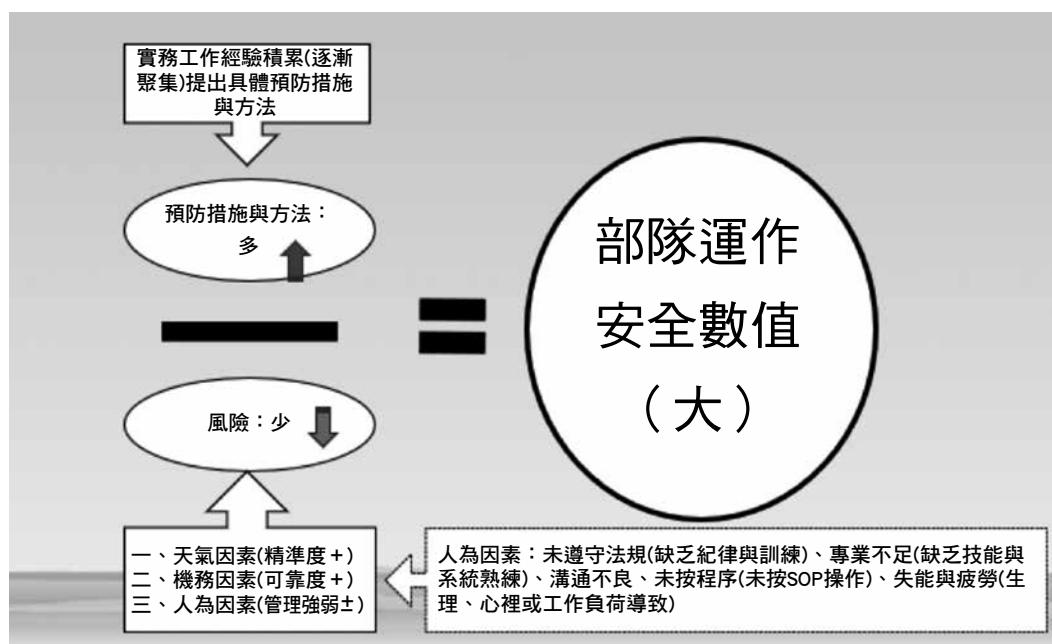 實務工作經驗積累(逐漸
聚集)提出具體預防措施
與方法
預防措施與方法：
多
部隊運作
安全數值
（大）
風險：少
一、天氣因素(精準度+)
二、機務因素(可靠度+)
三、人為因素(管理強弱±)
人為因素：未遵守法規(缺乏紀律與訓練)、專業不足(缺乏技能與
系統熟練)、溝通不良、未按程序(未按SOP操作)、失能與疲勞(生
理、心裡或工作負荷導致)